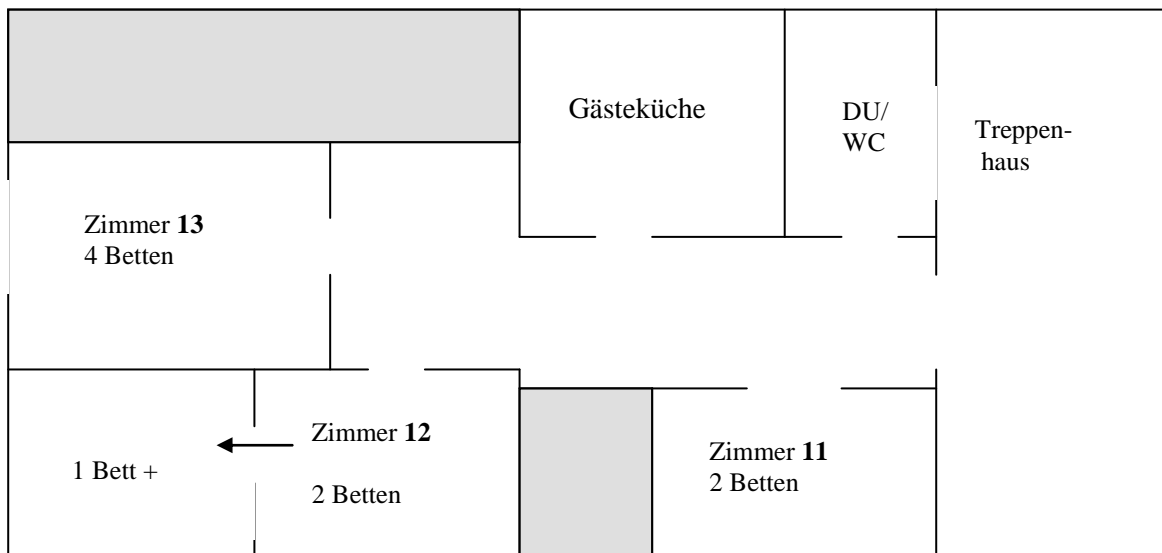 Gästeküche
DU/
WC
Treppen-
haus
Zimmer 13
4 Betten
1 Bett +
Zimmer 12
2 Betten
Zimmer 11
2 Betten